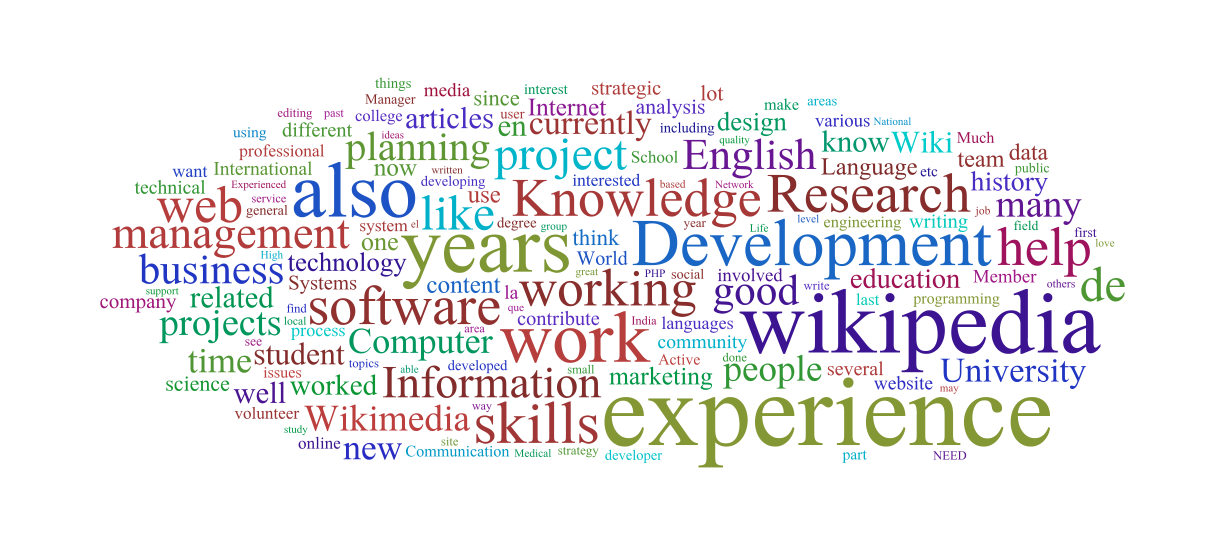 things
media
since
interest
strategic
lot
Manager
editing
past
college
articles
user
Internet
analysis
make
areas
using
different
ideas
en
currently
including
design
various
National
professional
planning
written
project
School
quality
English
know
Wiki
Much
want
International
now
developing
interested
based
Network
Language
etc
team
data
public
technical
Experienced
service
also
like
use
Knowledge
Research
history
web
general
system
el
degree
group
year
Life
level
engineering
writing
job
many
field
first
love
management
one
years
think
World
Development
help
business
High
technology
great
PHP
social
involved
write
education
Member
others
de
support
company
related
Systems
find
content
la
que
working
good
last
programming
projects
local
process
software
area
contribute
India
languages
community
wikipedia
see
time
student
Computer
work
Active
done
science
issues
topics
able
developed
small
marketing
people
several
website
may
University
well
worked
Information
volunteer
study
Wikimedia
way
skills
experience
online
new
site
Communication
Medical
strategy
developer
part
NEED